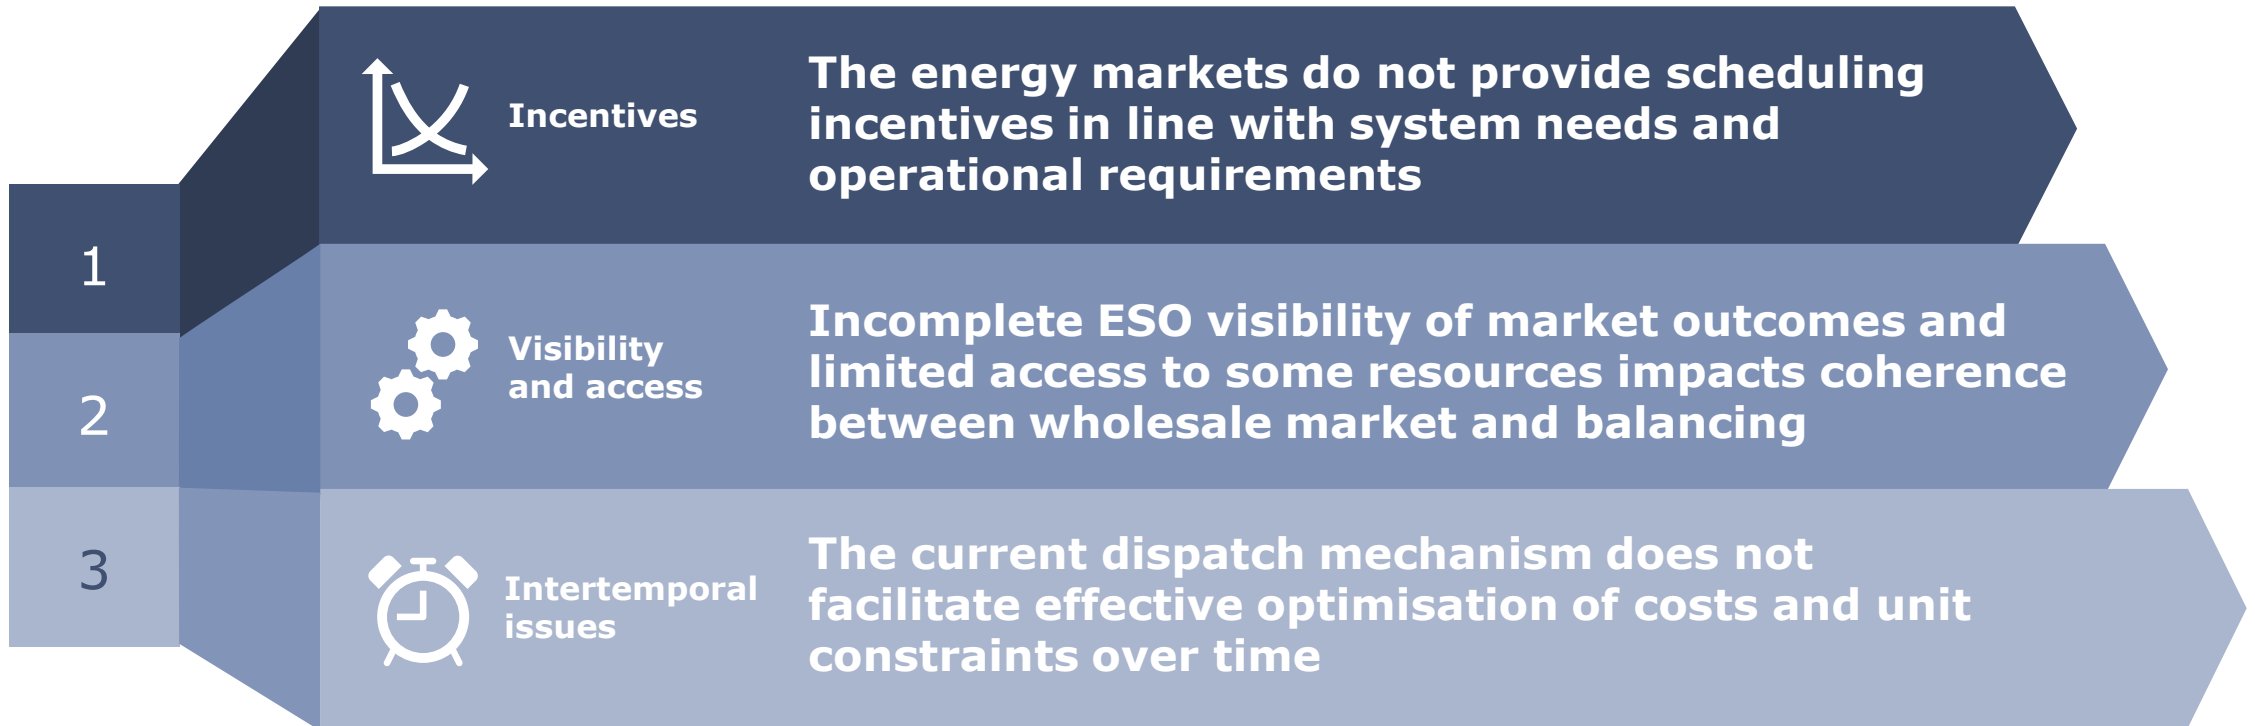 1
Incentives
The energy markets do not provide scheduling
incentives in line with system needs and
operational requirements
2
Visibility
and access
Incomplete ESO visibility of market outcomes and
limited access to some resources impacts coherence
between wholesale market and balancing
3
Intertemporal
issues
The current dispatch mechanism does not
facilitate effective optimisation of costs and unit
constraints over time